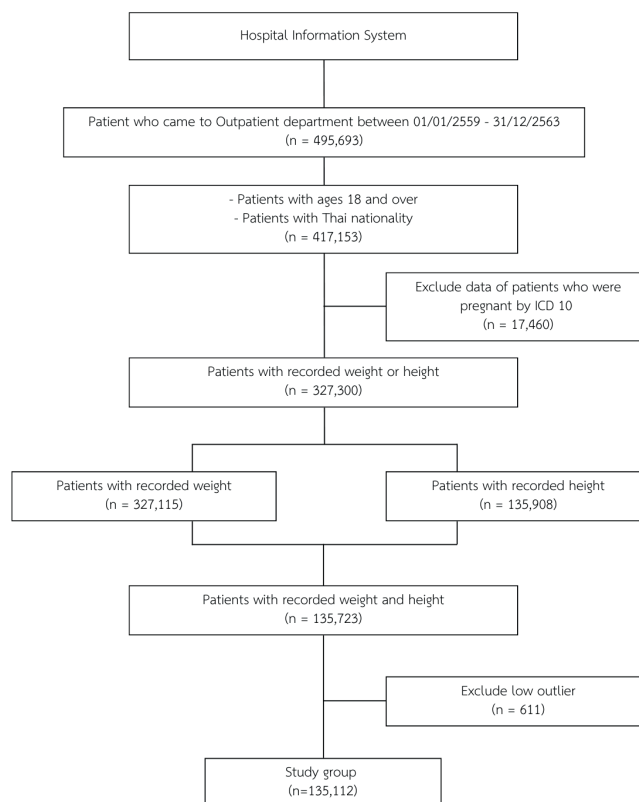 Hospital Information System
Patient who came to Outpatient department between 01/01/2559 - 31/12/2563
(n = 495,693)
- Patients with ages 18 and over
- Patients with Thai nationality
(n = 417,153)
Exclude data of patients who were
pregnant by ICD 10
(n = 17,460)
Patients with recorded weight or height
(n = 327,300)
Patients with recorded weight
(n = 327,115)
Patients with recorded height
(n = 135,908)
Patients with recorded weight and height
(n = 135,723)
Exclude low outlier
(n = 611)
Study group
(n=135,112)